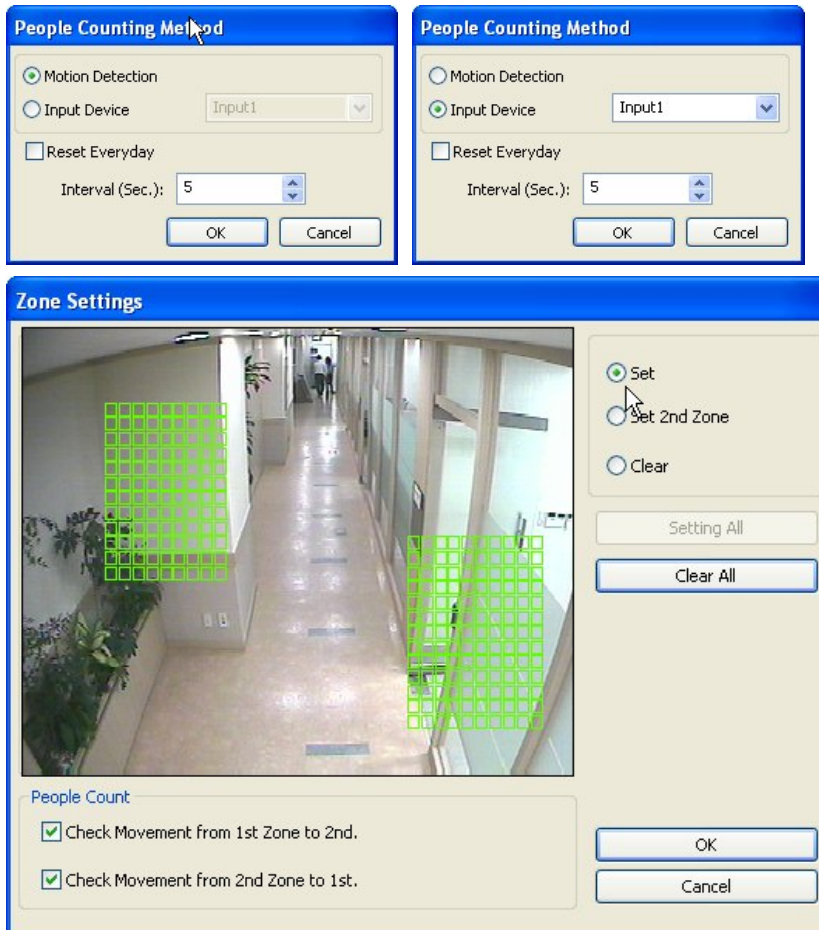 People Counting Method
Motion Detection
Input Device
Input1
Reset Everyday
Interval (Sec.):
5
OK
Cancel
People Counting Method
Motion Detection
Input Device
Input1
Reset Everyday
Interval (Sec.):
5
OK
Cancel
Zone Settings
Set
Set 2nd Zone
Clear
Setting All
Clear All
People Count
Check Movement from 1st Zone to 2nd.
Check Movement from 2nd Zone to 1st.
OK
Cancel